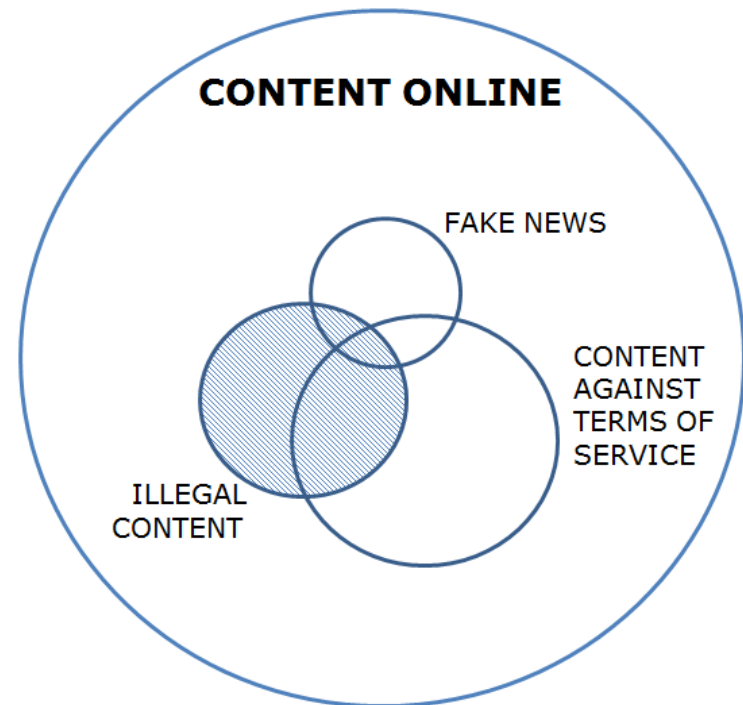 CONTENT ONLINE
FAKE NEWS
CONTENT
AGAINST
TERMS OF
SERVICE
ILLEGAL
CONTENT